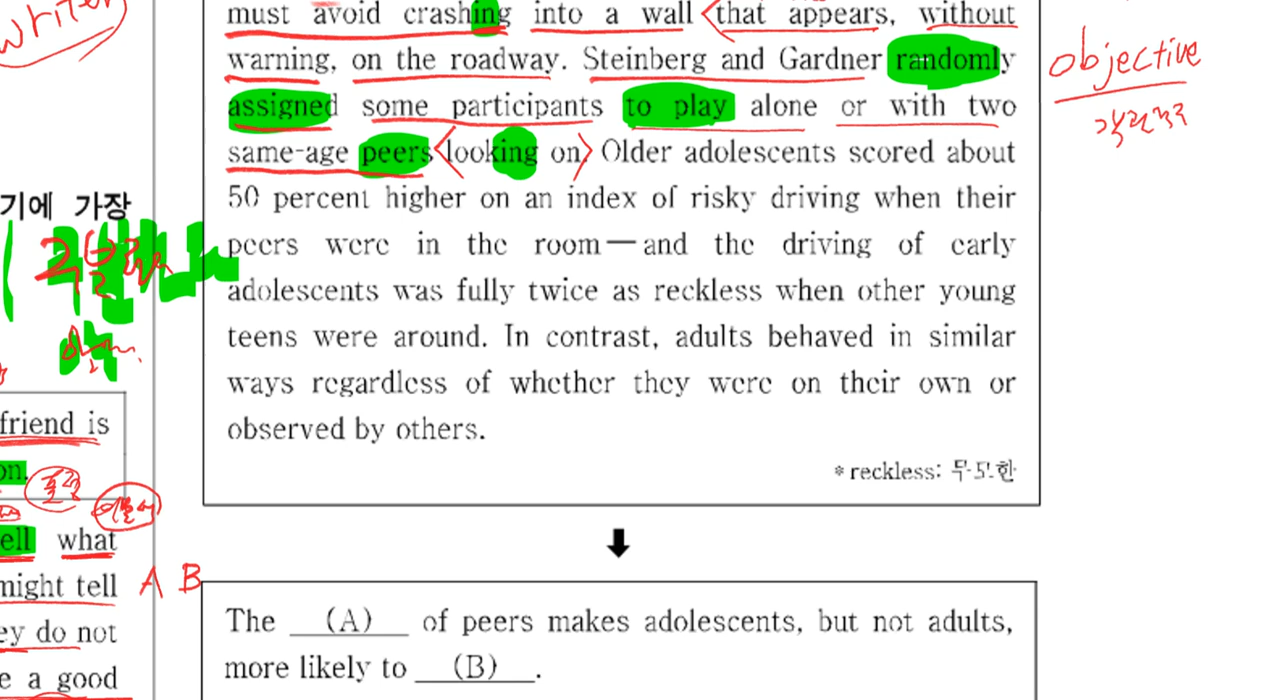 writer
must avoid crashing into a wall that appears, without
warning, on the roadway. Steinberg and Gardner randomly
assigned some participants to play alone or with two
same-age peers looking on. Older adolescents scored about
50 percent higher on an index of risky driving when their
peers were in the room—and the driving of early
adolescents was fully twice as reckless when other young
teens were around. In contrast, adults behaved in similar
ways regardless of whether they were on their own or
observed by others.
* reckless: 무모한
objective
기에 가장
friend is
on.
ell what
might tell
ey do not
e a good
A B
The (A) of peers makes adolescents, but not adults,
more likely to (B) .